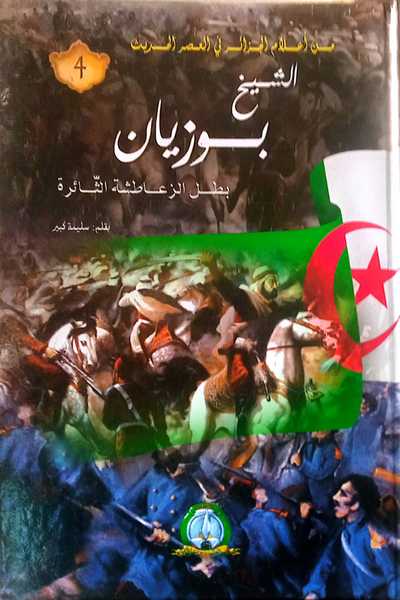 من أعلام الجزائر في العصر الحديث
4
الشيخ
بوزيان
بطل الزعاطشة الثائرة
بقلم: سليمة كبير